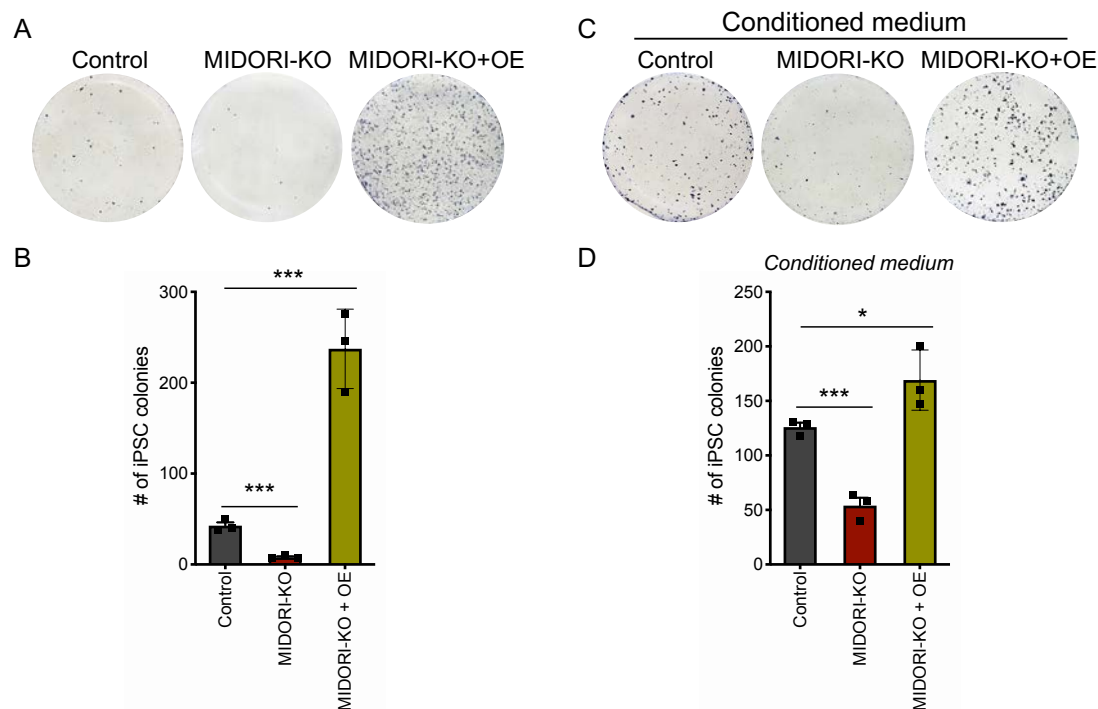 A
Control MIDORI-KO MIDORI-KO+OE
B
***
***
300
200
100
0
# of iPSC colonies
Control
MIDORI-KO
MIDORI-KO + OE
C
Conditioned medium
Control MIDORI-KO MIDORI-KO+OE
D
Conditioned medium
*
***
250
200
150
100
50
0
# of iPSC colonies
Control
MIDORI-KO
MIDORI-KO + OE